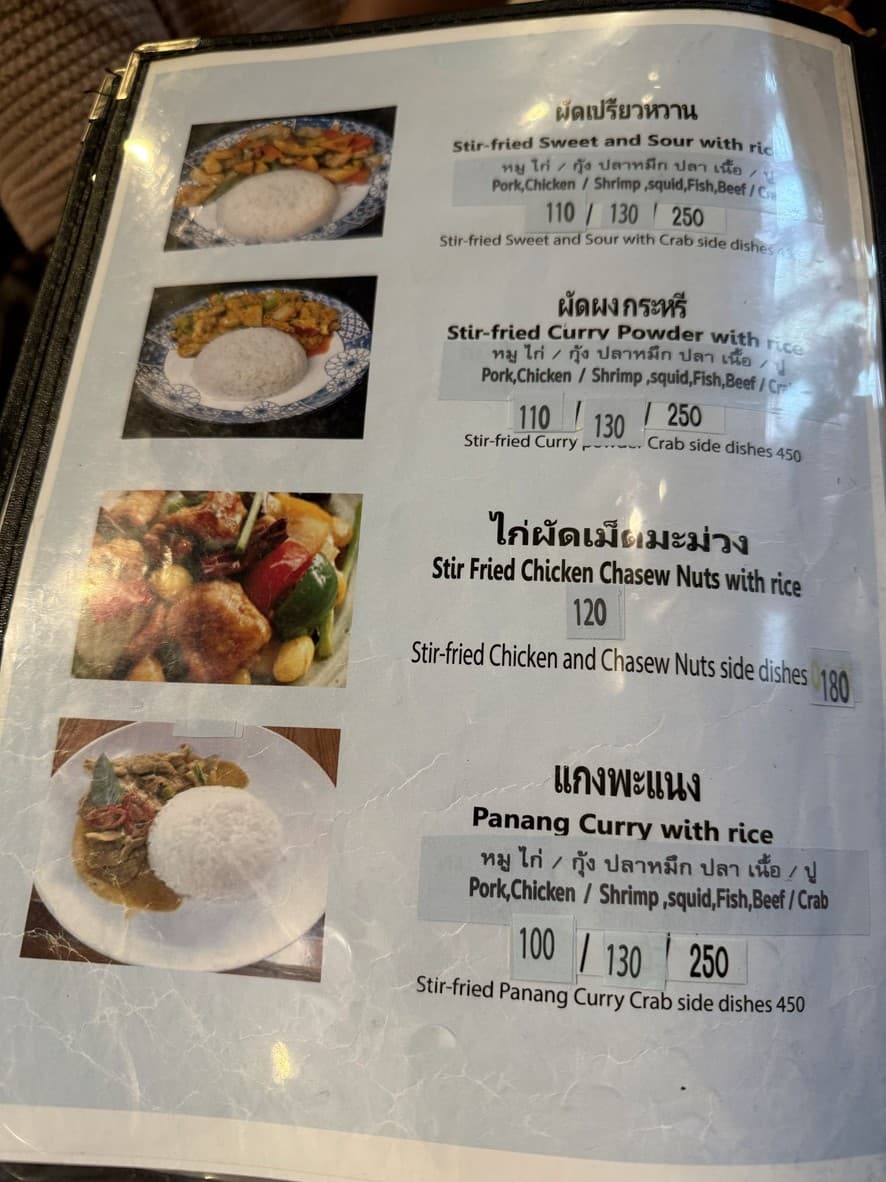 ผัดเปรี้ยวหวาน
Stir-fried Sweet and Sour with
หมู ไก่ / กุ้ง ปลาหมึก ปลา เนื้อ / ปู
Pork,Chicken / Shrimp ,squid,Fish,Beef /
110 / 130 / 250
Stir-fried Sweet and Sour with Crab side dishes
ผัดผงกระหรี่
Stir-fried Curry Powder with rice
หมู ไก่ / กุ้ง ปลาหมึก ปลา เนื้อ / ปู
Pork,Chicken / Shrimp ,squid,Fish,Beef /
110 / 130 / 250
Stir-fried Curry Crab side dishes 450
ไก่ผัดเม็ดมะม่วง
Stir Fried Chicken Chasew Nuts with rice
120
Stir-fried Chicken and Chasew Nuts side dishes 180
แกงพะแนง
Panang Curry with rice
หมู ไก่ / กุ้ง ปลาหมึก ปลา เนื้อ / ปู
Pork,Chicken / Shrimp ,squid,Fish,Beef / Crab
100 / 130 / 250
Stir-fried Panang Curry Crab side dishes 450